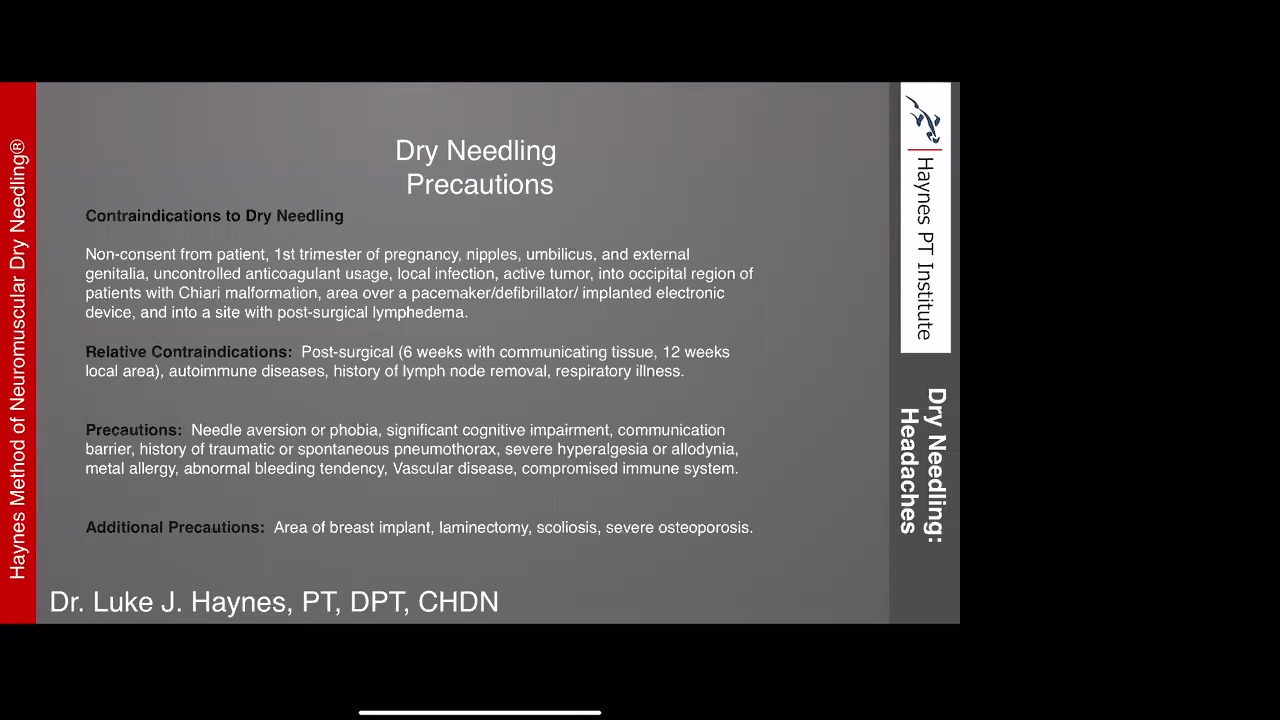 Haynes Method of Neuromuscular Dry Needling®
Dry Needling
Precautions
Contraindications to Dry Needling
Non-consent from patient, 1st trimester of pregnancy, nipples, umbilicus, and external
genitalia, uncontrolled anticoagulant usage, local infection, active tumor, into occipital region of
patients with Chiari malformation, area over a pacemaker/defibrillator/ implanted electronic
device, and into a site with post-surgical lymphedema.
Relative Contraindications: Post-surgical (6 weeks with communicating tissue, 12 weeks
local area), autoimmune diseases, history of lymph node removal, respiratory illness.
Precautions: Needle aversion or phobia, significant cognitive impairment, communication
barrier, history of traumatic or spontaneous pneumothorax, severe hyperalgesia or allodynia,
metal allergy, abnormal bleeding tendency, Vascular disease, compromised immune system.
Additional Precautions: Area of breast implant, laminectomy, scoliosis, severe osteoporosis.
Dr. Luke J. Haynes, PT, DPT, CHDN
Haynes PT Institute
Dry Needling:
Headaches